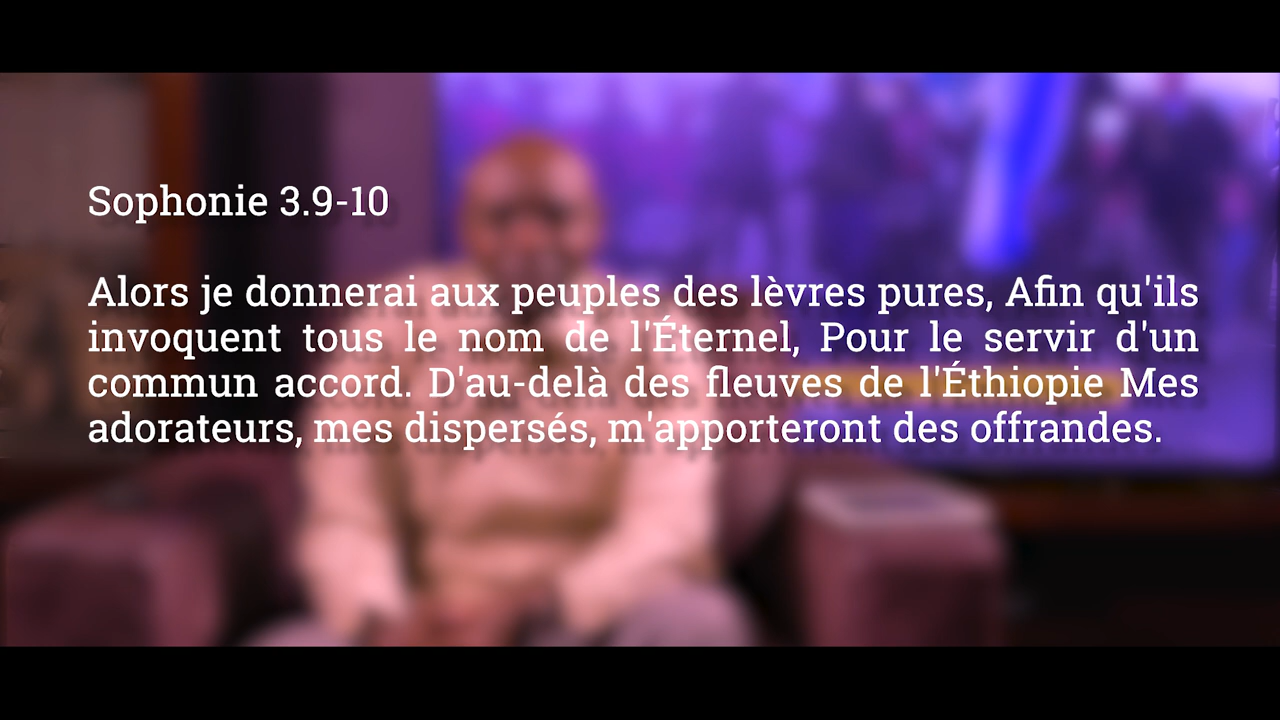 Sophonie 3.9-10
Alors je donnerai aux peuples des lèvres pures, Afin qu'ils
invoquent tous le nom de l'Éternel, Pour le servir d'un
commun accord. D'au-delà des fleuves de l'Éthiopie Mes
adorateurs, mes dispersés, m'apporteront des offrandes.